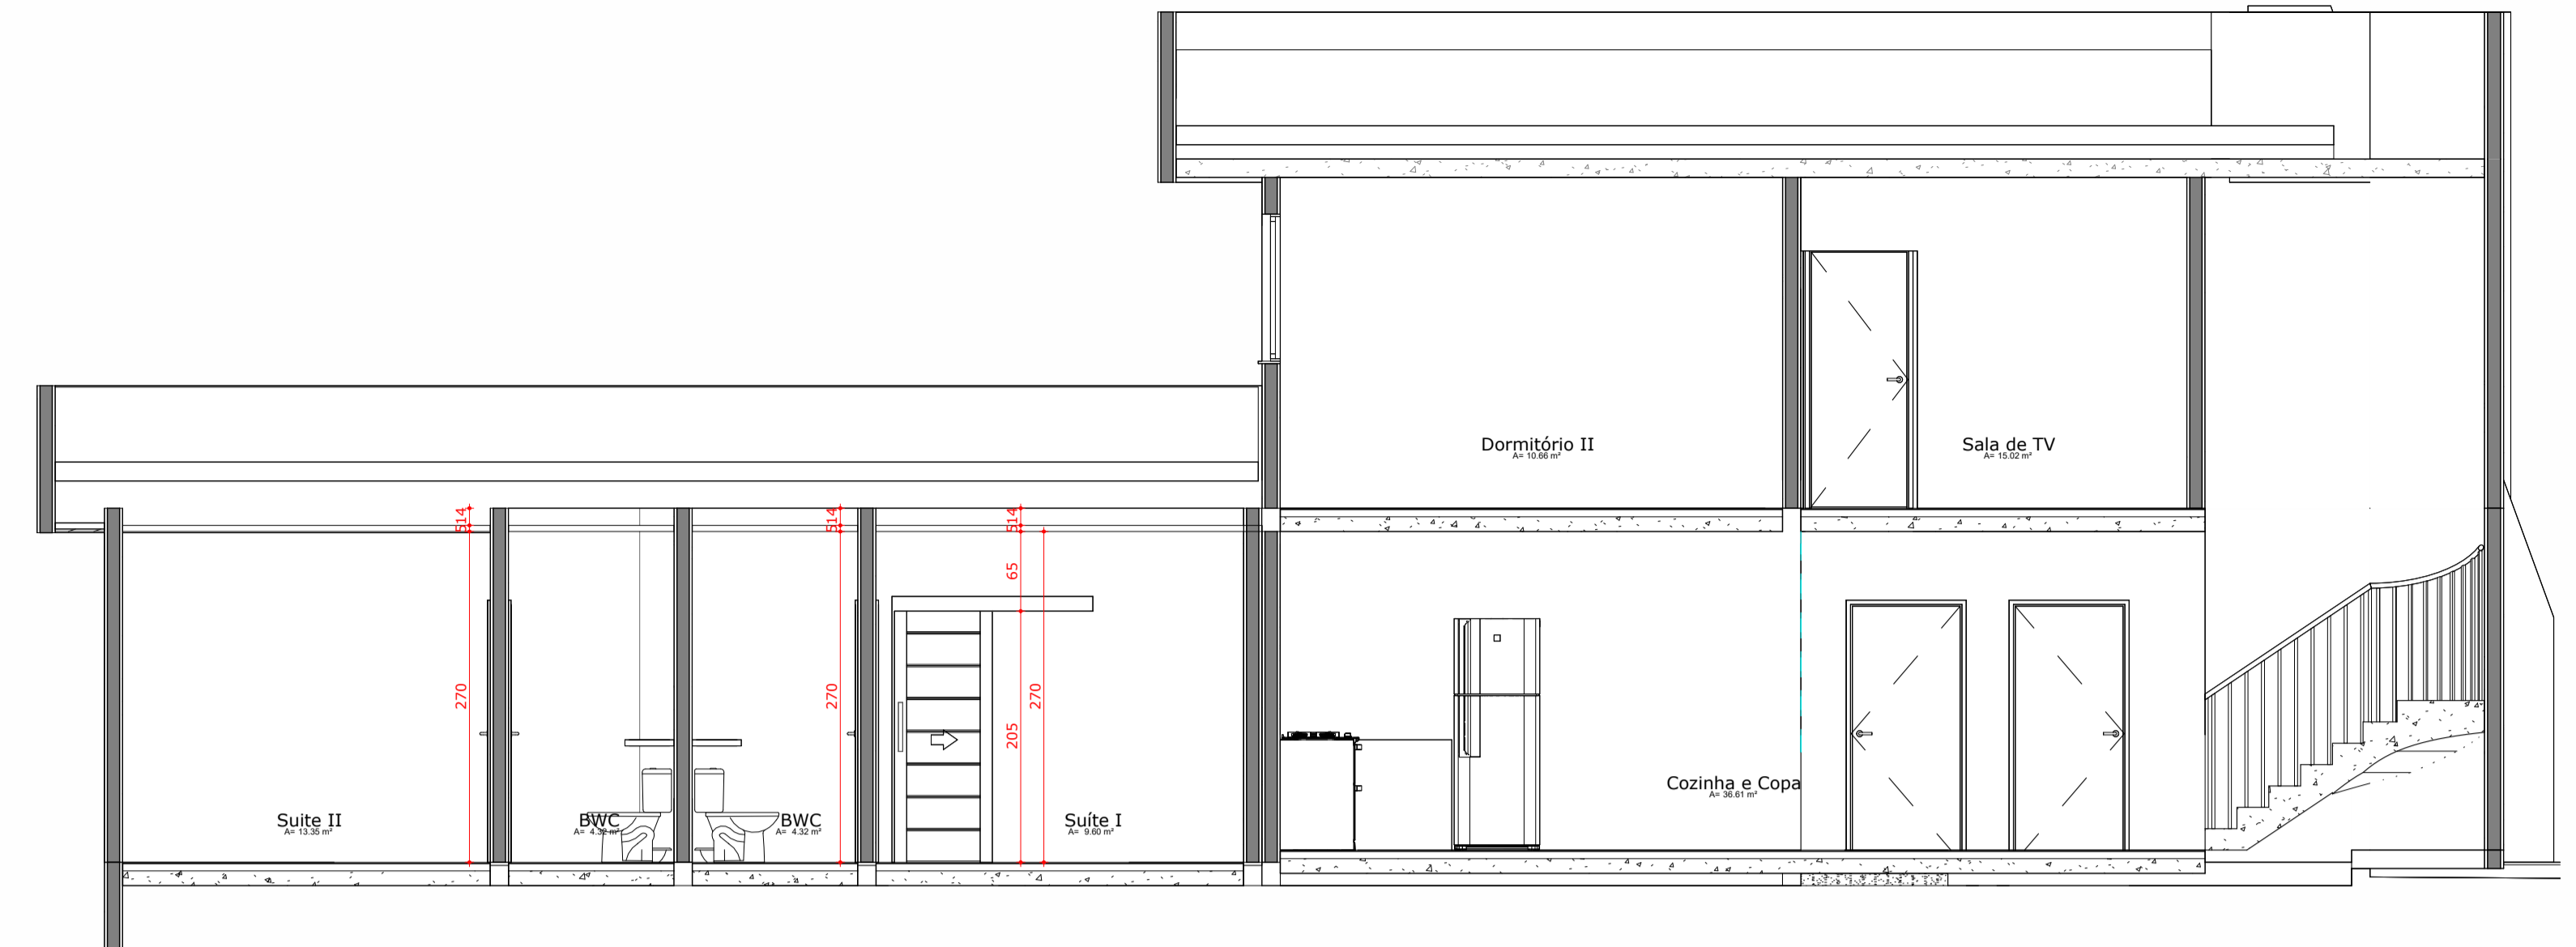 Dormitório II
A= 10.66 m²
Sala de TV
A= 15.02 m²
514
514
514
65
270
270
270
205
Cozinha e Copa
A= 36.61 m²
Suite II
A= 13.35 m²
BWC
A= 4.32 m²
BWC
A= 4.32 m²
Suíte I
A= 9.60 m²